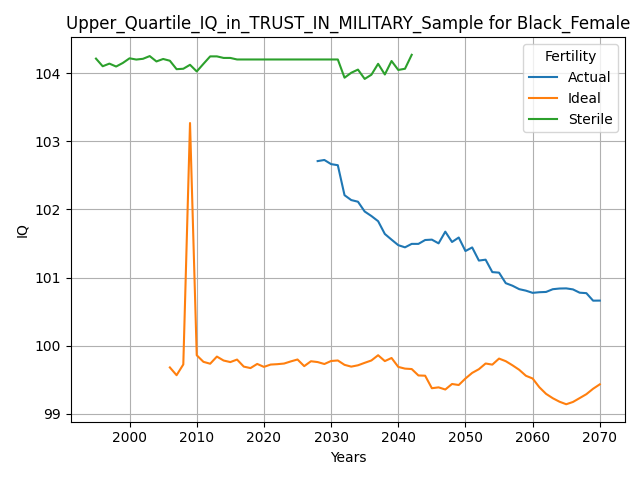 Upper_Quartile_IQ_in_TRUST_IN_MILITARY_Sample for Black_Female
Fertility
Actual
Ideal
Sterile
104
103
102
101
100
99
IQ
2000 2010 2020 2030 2040 2050 2060 2070
Years